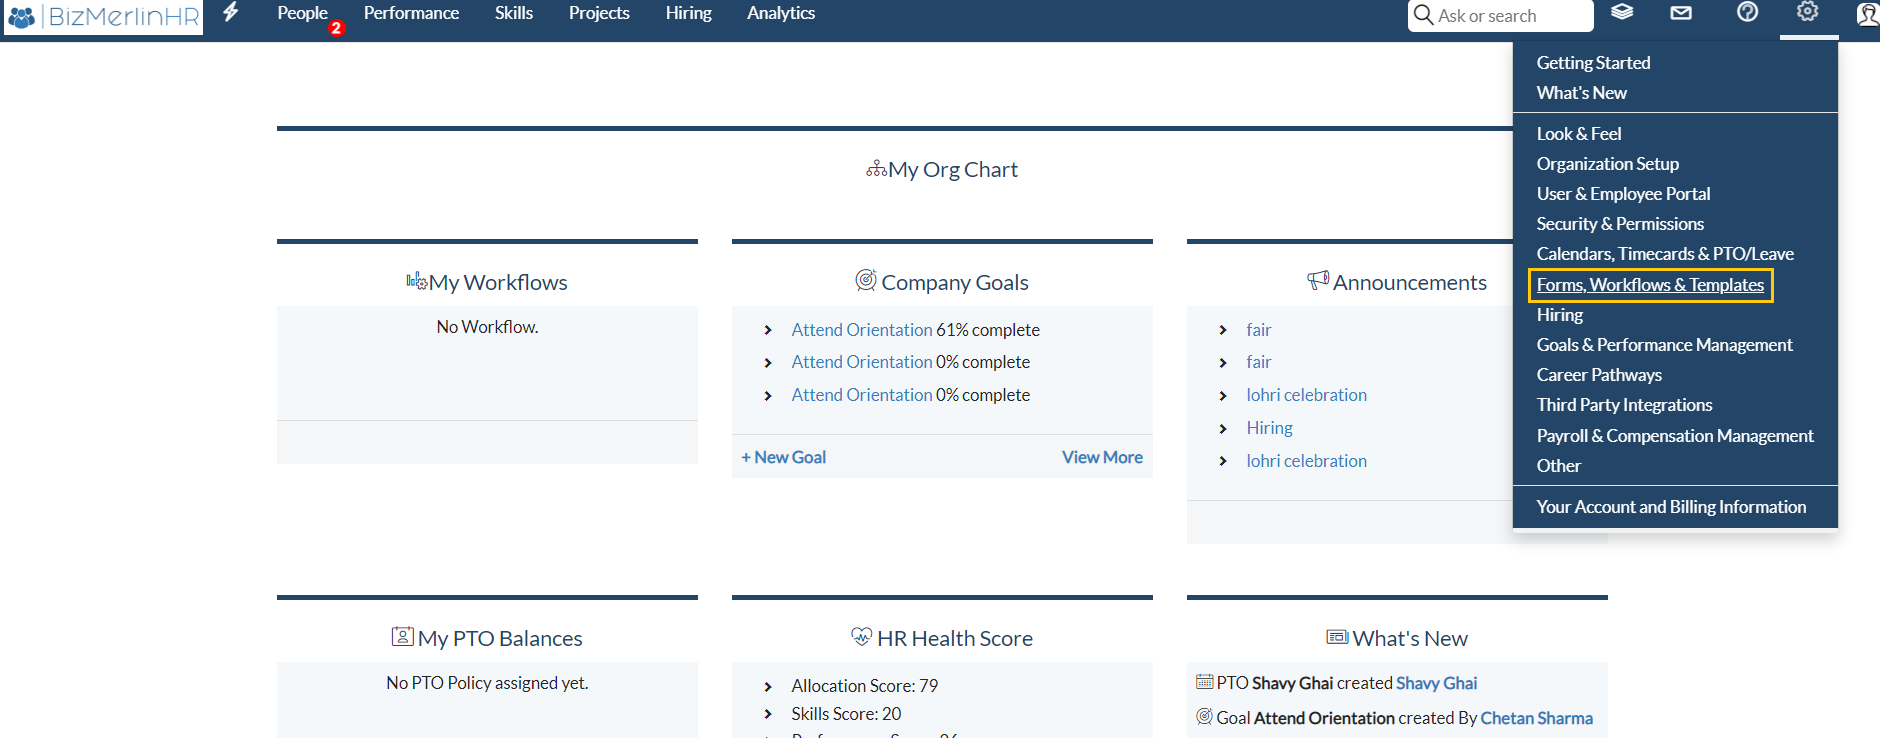 BizMerlinHR
People
2
Performance
Skills
Projects
Hiring
Analytics
Ask or search
Getting Started
What's New
Look & Feel
Organization Setup
User & Employee Portal
Security & Permissions
Calendars, Timecards & PTO/Leave
Forms, Workflows & Templates
Hiring
Goals & Performance Management
Career Pathways
Third Party Integrations
Payroll & Compensation Management
Other
Your Account and Billing Information
My Org Chart
My Workflows
No Workflow.
Company Goals
Attend Orientation 61% complete
Attend Orientation 0% complete
Attend Orientation 0% complete
+ New Goal
View More
Announcements
fair
fair
lohri celebration
Hiring
lohri celebration
My PTO Balances
No PTO Policy assigned yet.
HR Health Score
Allocation Score: 79
Skills Score: 20
What's New
PTO Shavy Ghai created Shavy Ghai
Goal Attend Orientation created By Chetan Sharma